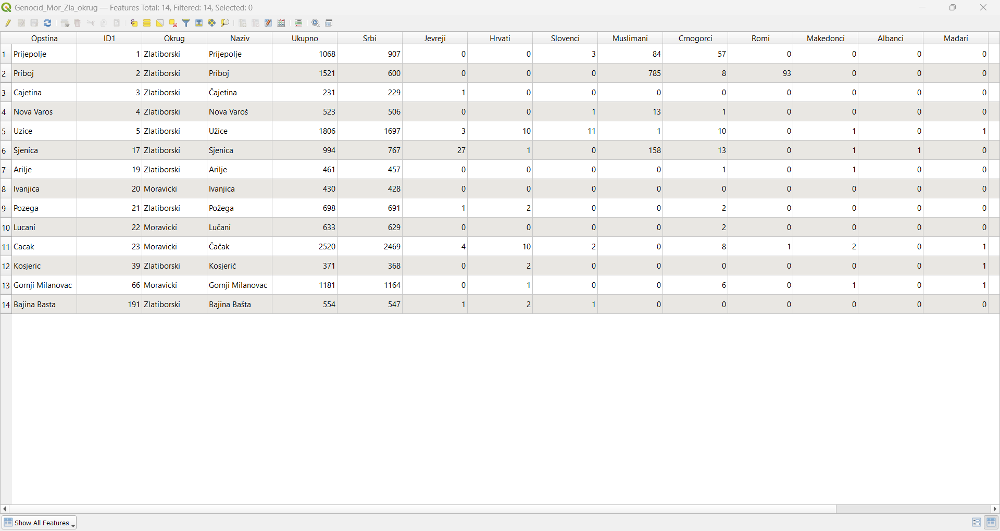 Genocid_Mor_Zla_okrug — Features Total: 14, Filtered: 14, Selected: 0
Opstina ID1 Okrug Naziv Ukupno Srbi Jevreji Hrvati Slovenci Muslimani Crnogorci Romi Makedonci Albanci Mađari
1 Prijepolje 1 Zlatiborski Prijepolje 1068 907 0 0 3 84 57 0 0 0 0
2 Priboj 2 Zlatiborski Priboj 1521 600 0 0 0 785 8 93 0 0 0
3 Cajetina 3 Zlatiborski Čajetina 231 229 1 0 0 0 0 0 0 0 0
4 Nova Varos 4 Zlatiborski Nova Varoš 523 506 0 0 1 13 1 0 0 0 0
5 Uzice 5 Zlatiborski Užice 1806 1697 3 10 11 1 10 0 1 0 1
6 Sjenica 17 Zlatiborski Sjenica 994 767 27 1 0 158 13 0 1 1 0
7 Arilje 19 Zlatiborski Arilje 461 457 0 0 0 0 1 0 1 0 0
8 Ivanjica 20 Moravicki Ivanjica 430 428 0 0 0 0 0 0 0 0 0
9 Pozega 21 Zlatiborski Požega 698 691 1 2 0 0 2 0 0 0 0
10 Lucani 22 Moravicki Lučani 633 629 0 0 0 0 2 0 0 0 0
11 Cacak 23 Moravicki Čačak 2520 2469 4 10 2 0 8 1 2 0 1
12 Kosjeric 39 Zlatiborski Kosjerić 371 368 0 2 0 0 0 0 0 0 1
13 Gornji Milanovac 66 Moravicki Gornji Milanovac 1181 1164 0 1 0 0 6 0 1 0 1
14 Bajina Basta 191 Zlatiborski Bajina Bašta 554 547 1 2 1 0 0 0 0 0 0
Show All Features